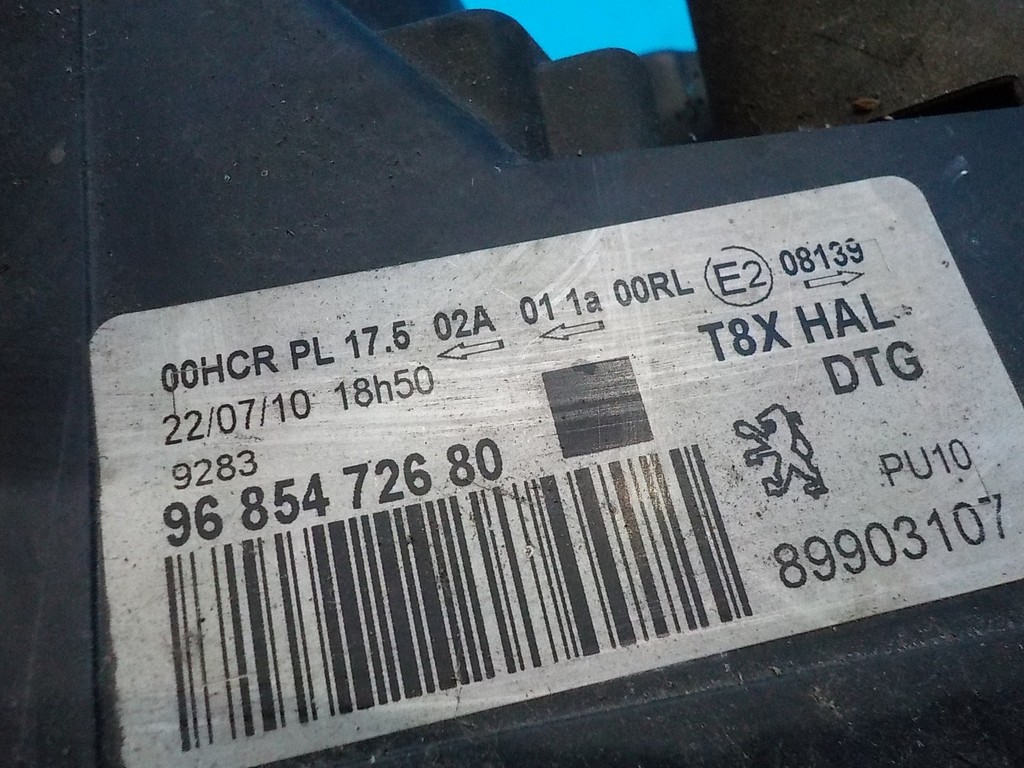 00HCR PL 17.5 02A 01 1a 00RL E2 08139
22/07/10 18h50
T8X HAL
DTG
9283
96 854 726 80
PU10
89903107